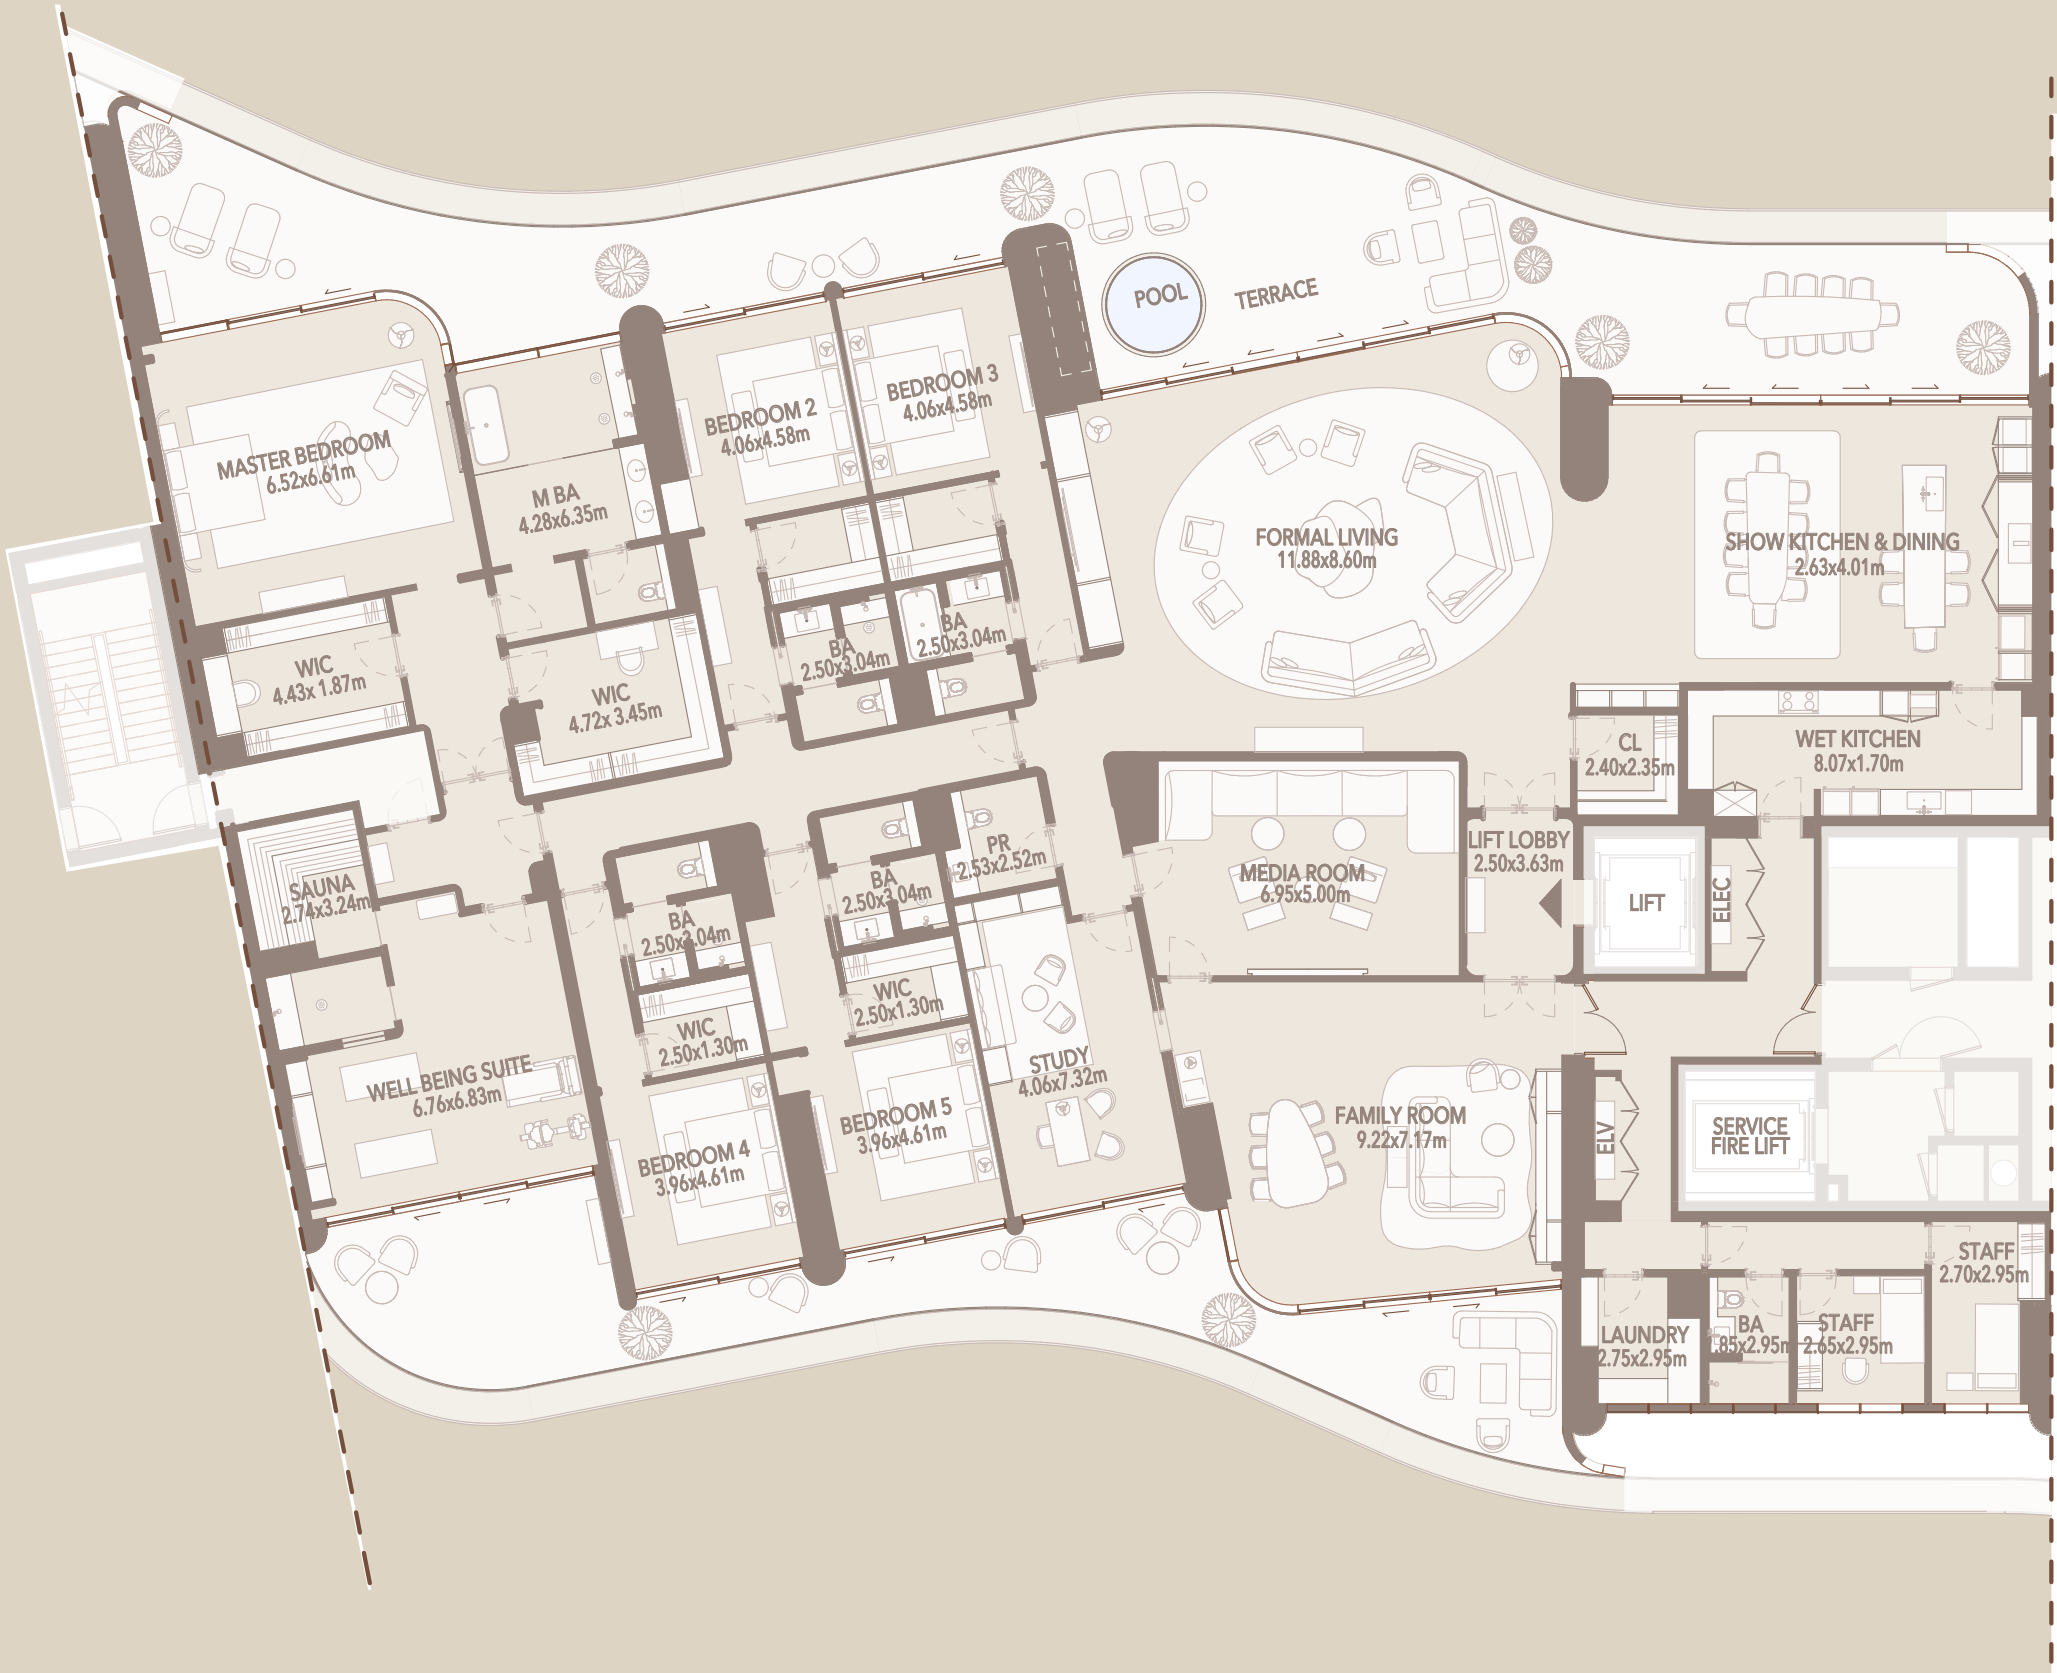 POOL
TERRACE
MASTER BEDROOM
6.52x6.61m
M BA
4.28x6.35m
BEDROOM 2
4.06x4.58m
BEDROOM 3
4.06x4.58m
FORMAL LIVING
11.88x8.60m
SHOW KITCHEN & DINING
2.63x4.01m
WIC
4.43x 1.87m
WIC
4.72x 3.45m
BA
2.50x3.04m
BA
2.50x3.04m
CL
2.40x2.35m
WET KITCHEN
8.07x1.70m
SAUNA
2.74x3.24m
BA
2.50x3.04m
BA
2.50x3.04m
PR
2.53x2.52m
MEDIA ROOM
6.95x5.00m
LIFT LOBBY
2.50x3.63m
LIFT
ELEC
WIC
2.50x1.30m
WIC
2.50x1.30m
WELL BEING SUITE
6.76x6.83m
BEDROOM 4
3.96x4.61m
BEDROOM 5
3.96x4.61m
STUDY
4.06x7.32m
FAMILY ROOM
9.22x7.17m
ELV
SERVICE
FIRE LIFT
STAFF
2.70x2.95m
LAUNDRY
2.75x2.95m
BA
.85x2.95m
STAFF
2.65x2.95m